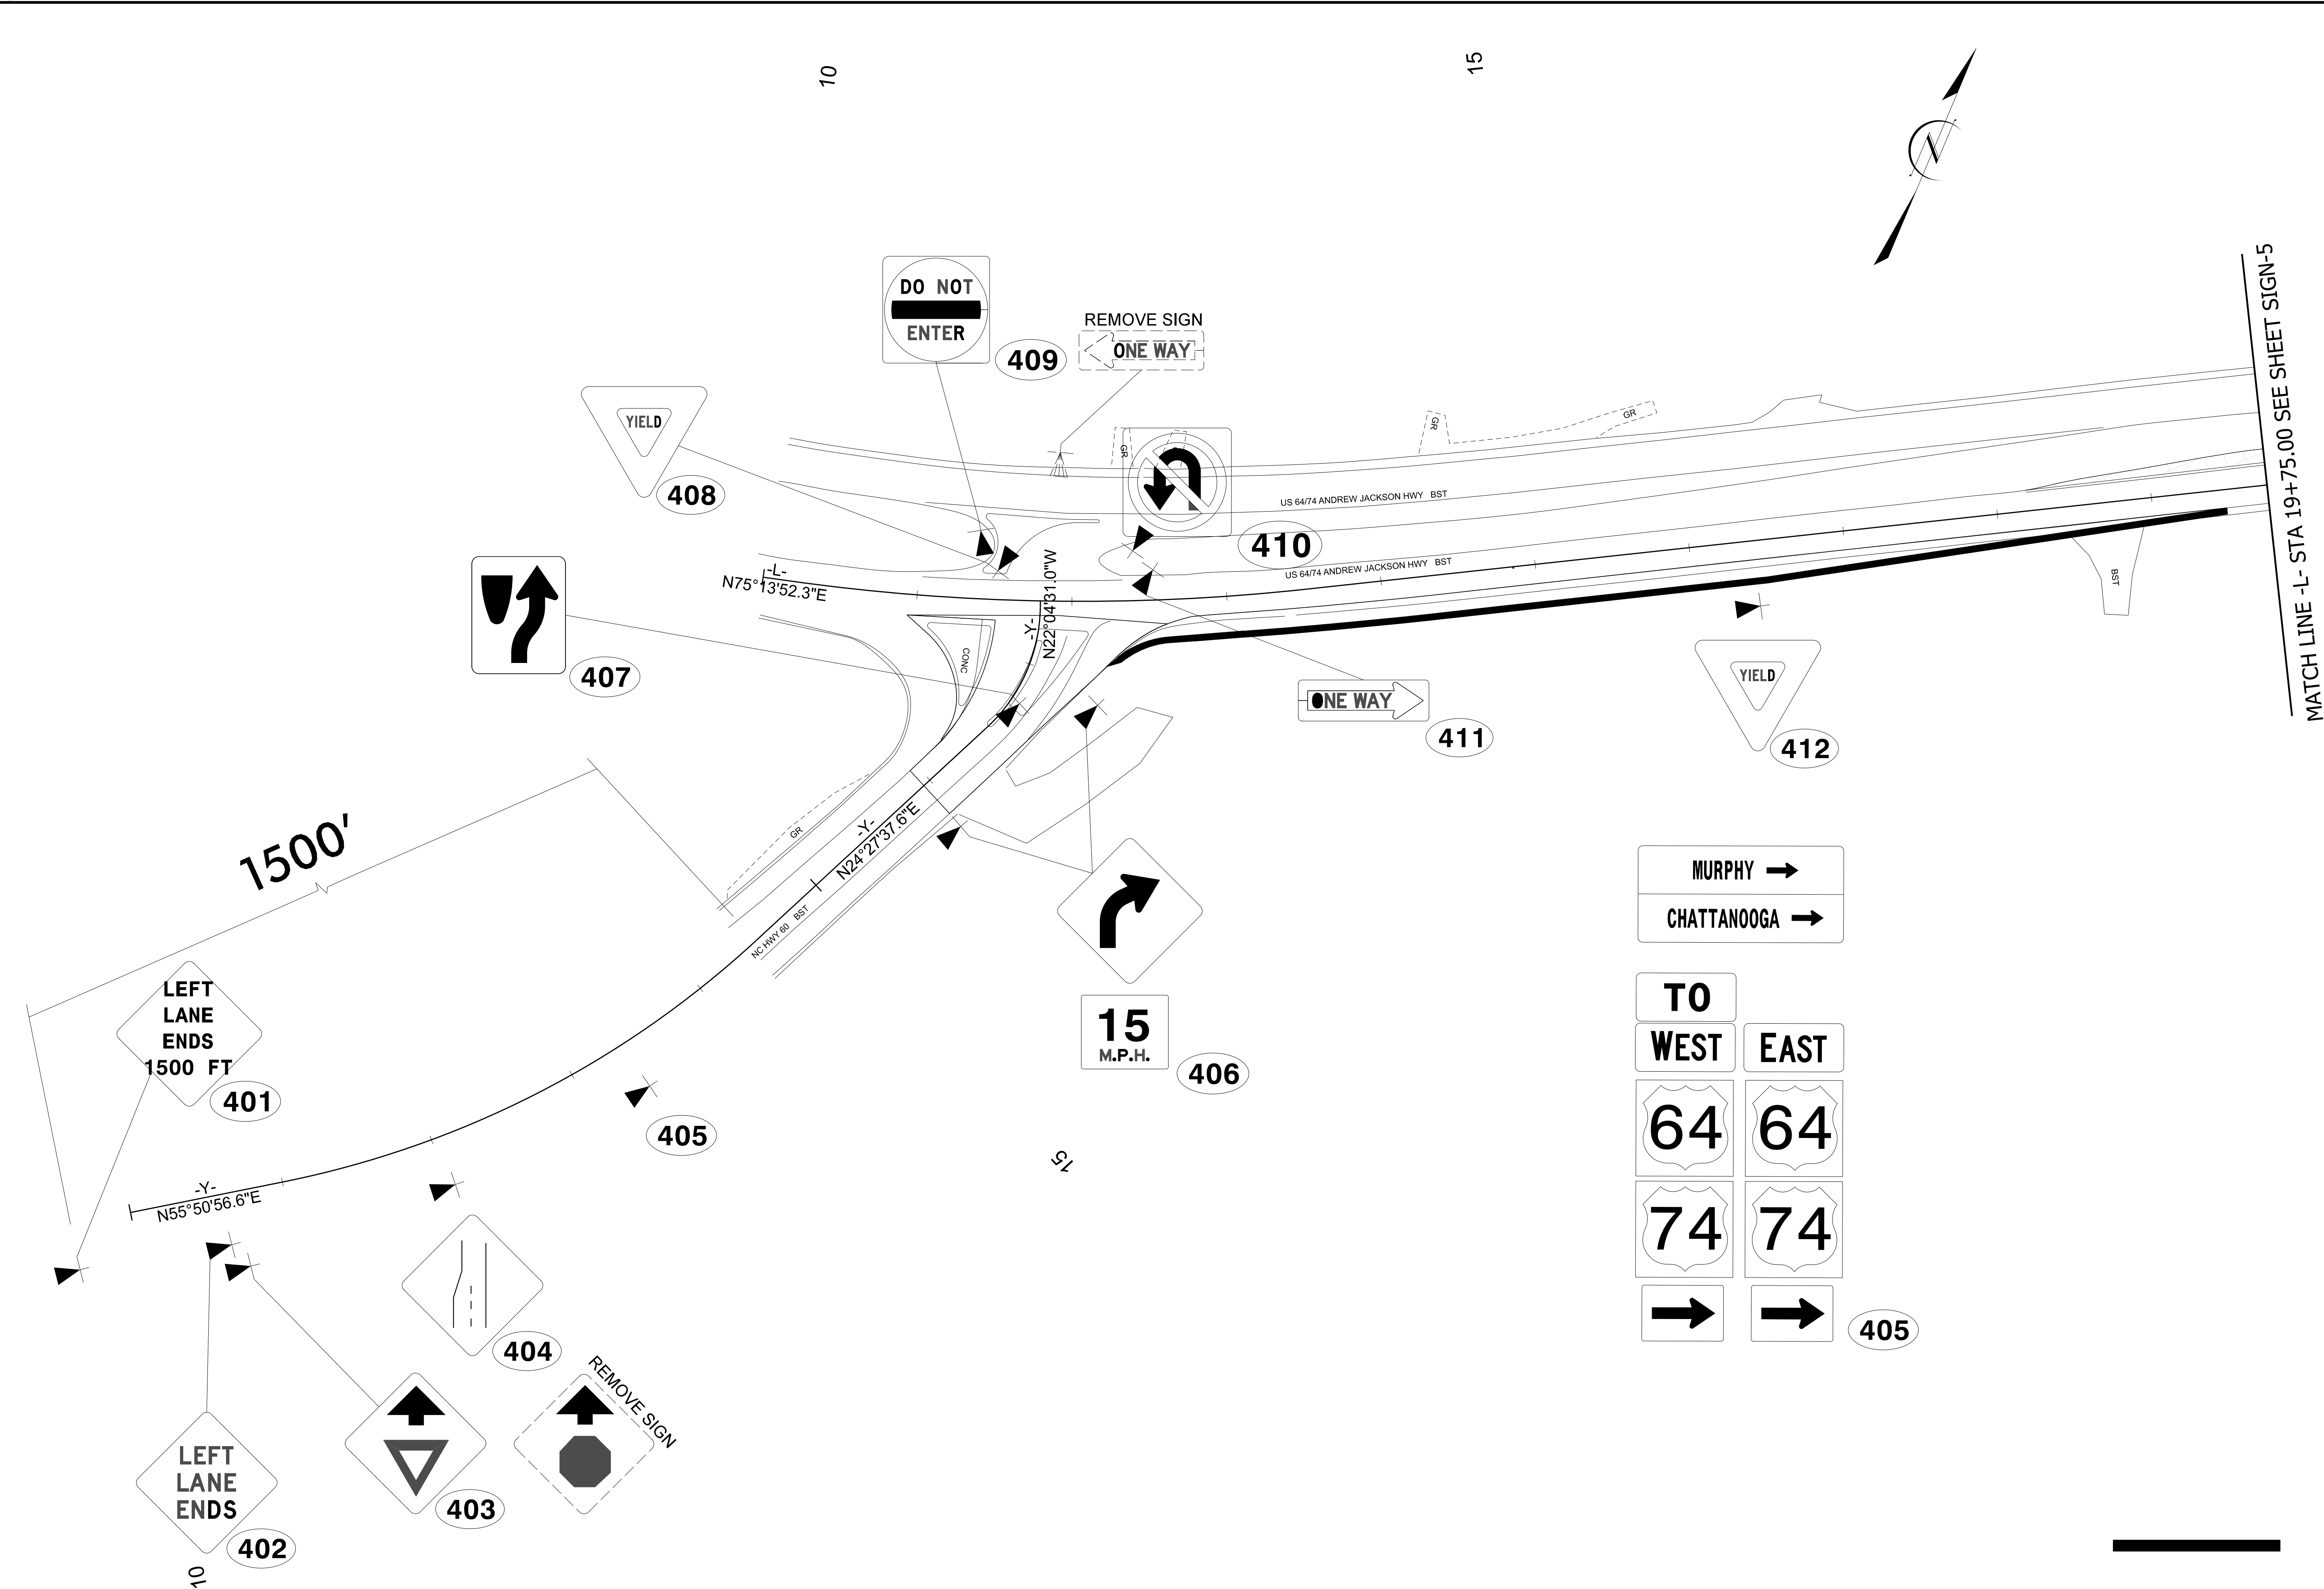 10
15
DO NOT
ENTER
409
REMOVE SIGN
ONE WAY
YIELD
408
GR
GR
GR
410
US 64/74 ANDREW JACKSON HWY BST
US 64/74 ANDREW JACKSON HWY BST
-L-
N75°13'52.3"E
-Y-
N22°04'31.0"W
MATCH LINE -L- STA 19+75.00 SEE SHEET SIGN-5
N
BST
407
CONC
ONE WAY
411
YIELD
412
1500'
GR
-Y-
N24°27'37.6"E
NC HWY 60 BST
MURPHY
CHATTANOOGA
TO
WEST EAST
64 64
74 74
405
15
M.P.H.
406
LEFT
LANE
ENDS
1500 FT
401
405
15
-Y-
N55°50'56.6"E
404
REMOVE SIGN
403
LEFT
LANE
ENDS
402
10